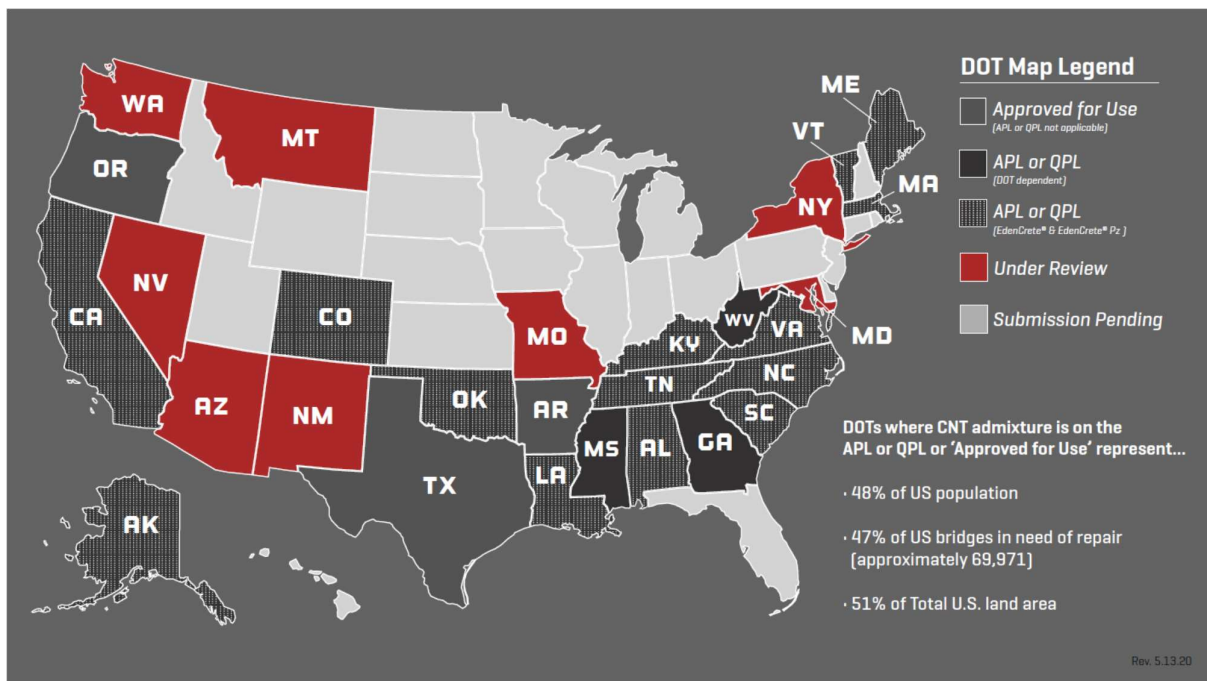 ME
DOT Map Legend
WA
VT
Approved for Use
(APL or QPL not applicable)
MT
OR
MA
APL or QPL
(DOT dependent)
NY
APL or QPL
(EdenCrete® & EdenCrete® Pz )
NV
Under Review
CA
CO
MO
WV
VA
MD
Submission Pending
KY
AZ
NM
OK
AR
TN
NC
SC
DOTs where CNT admixture is on the
APL or QPL or 'Approved for Use' represent...
MS
AL
GA
LA
TX
· 48% of US population
AK
· 47% of US bridges in need of repair
(approximately 69,971)
· 51% of Total U.S. land area
Rev. 5.13.20